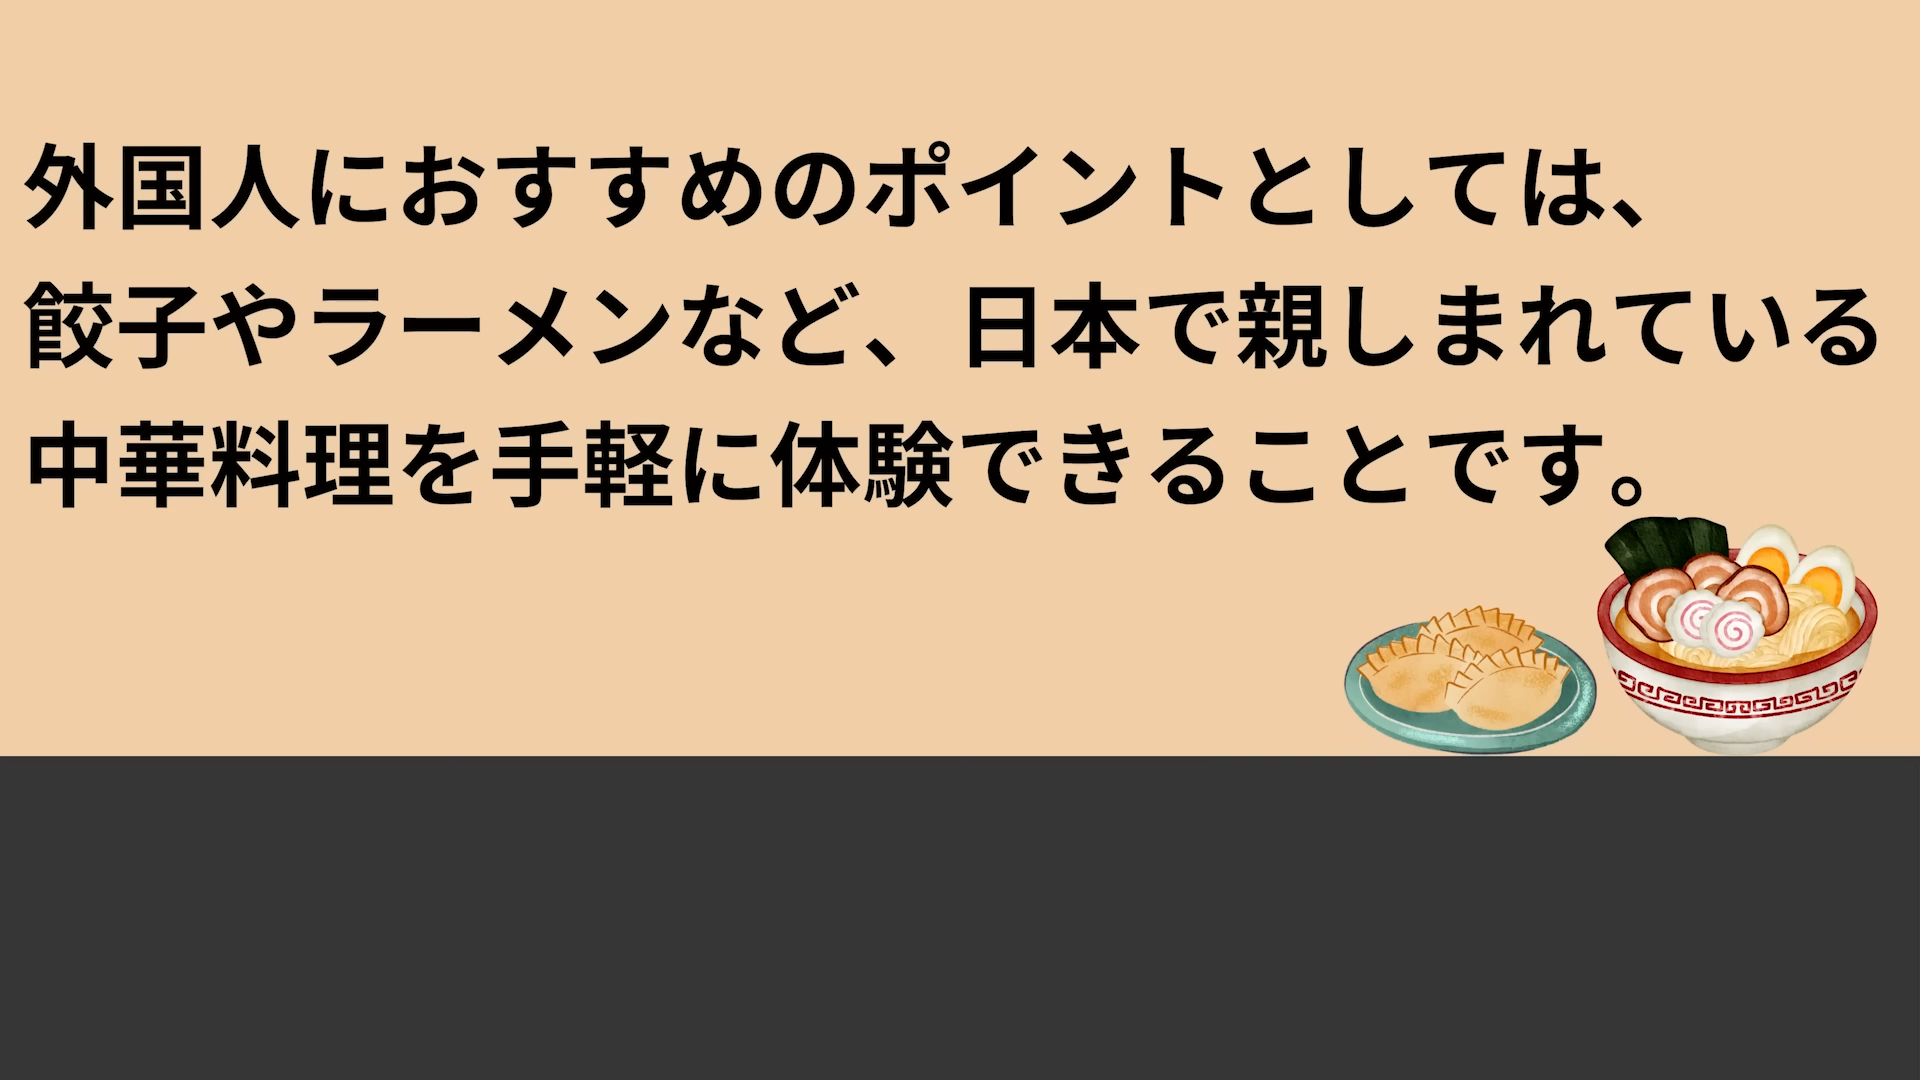 外国人におすすめのポイントとしては、
餃子やラーメンなど、日本で親しまれている
中華料理を手軽に体験できることです。